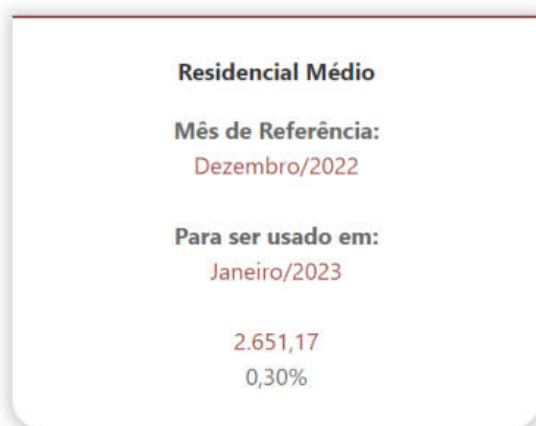 Residencial Médio
Mês de Referência:
Dezembro/2022
Para ser usado em:
Janeiro/2023
2.651,17
0,30%